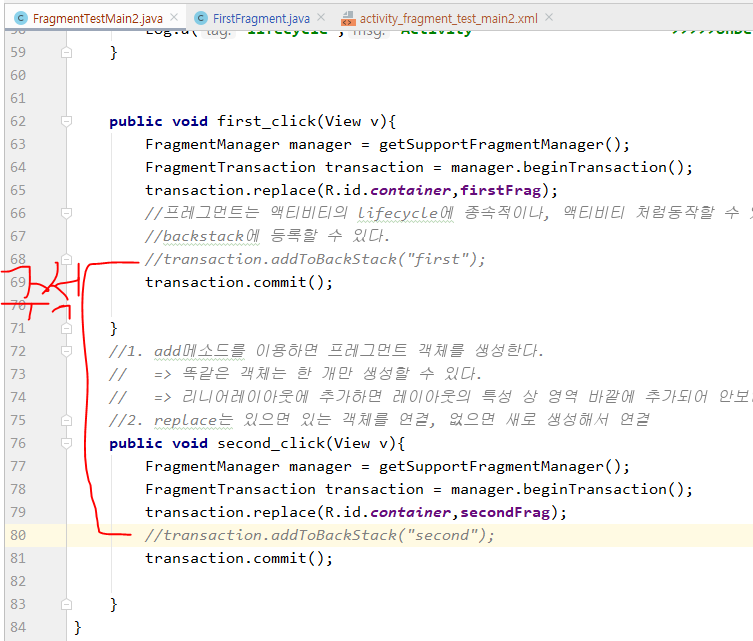 FragmentTestMain2.java × FirstFragment.java × activity_fragment_test_main2.xml ×
59 }
60
61
62 public void first_click(View v){
63 FragmentManager manager = getSupportFragmentManager();
64 FragmentTransaction transaction = manager.beginTransaction();
65 transaction.replace(R.id.container,firstFrag);
66 //프레그먼트는 액티비티의 lifecycle에 종속적이나, 액티비티 처럼동작할 수
67 //backstack에 등록할 수 있다.
68 //transaction.addToBackStack("first");
69 transaction.commit();
주석
70
71 }
72 //1. add메소드를 이용하면 프레그먼트 객체를 생성한다.
73 // => 똑같은 객체는 한 개만 생성할 수 있다.
74 // => 리니어레이아웃에 추가하면 레이아웃의 특성 상 영역 바깥에 추가되어 안보
75 //2. replace는 있으면 있는 객체를 연결, 없으면 새로 생성해서 연결
76 public void second_click(View v){
77 FragmentManager manager = getSupportFragmentManager();
78 FragmentTransaction transaction = manager.beginTransaction();
79 transaction.replace(R.id.container,secondFrag);
80 //transaction.addToBackStack("second");
81 transaction.commit();
82
83 }
84 }